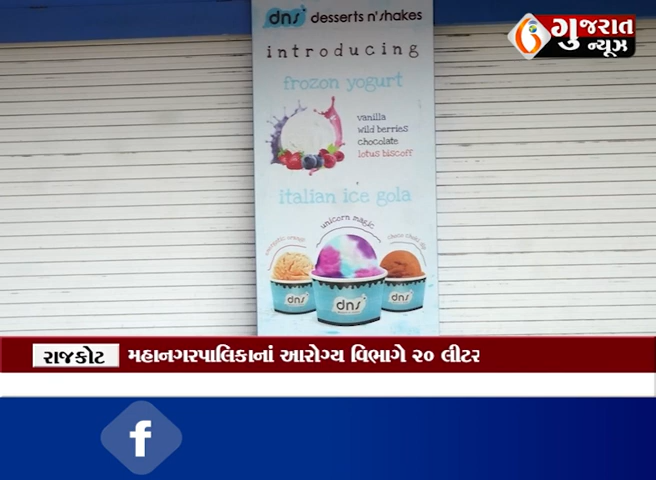 dns desserts n'shakes
introducing
frozon yogurt
vanilla
wild berries
chocolate
lotus biscoff
italian ice gola
unicorn magic
dns
dns
dns
ગુજરાત
ન્યૂઝ
રાજકોટ
મહાનગરપાલિકાનાં આરોગ્ય વિભાગે ૨૦ લીટર
f